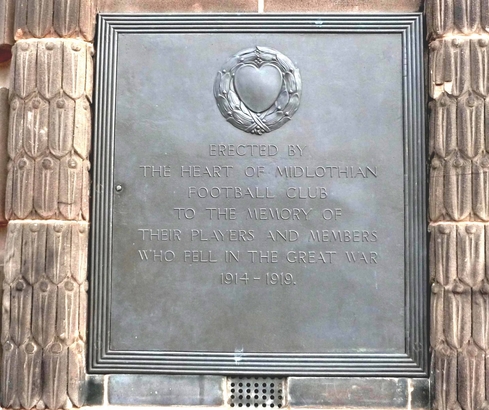 ERECTED BY
THE HEART OF MIDLOTHIAN
FOOTBALL CLUB
TO THE MEMORY OF
THEIR PLAYERS AND MEMBERS
WHO FELL IN THE GREAT WAR
1914-1919.